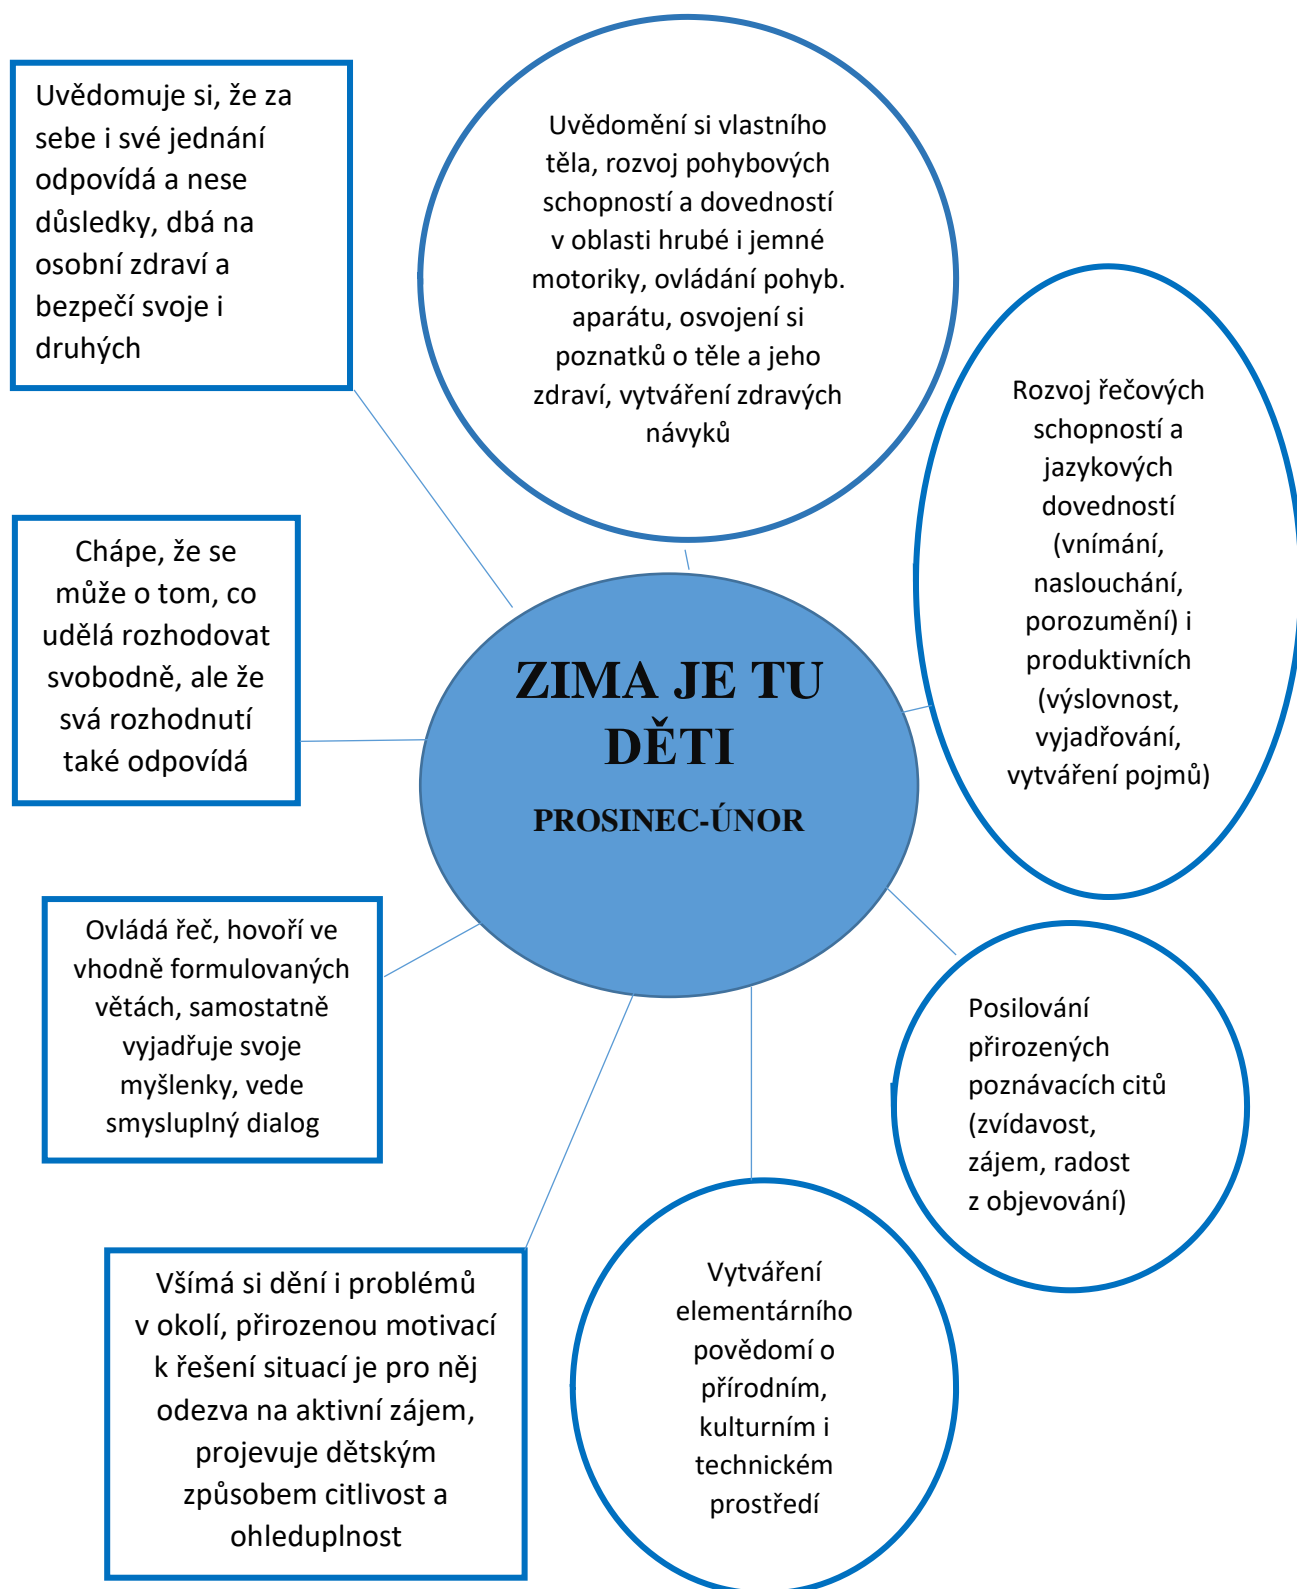 Uvědomuje si, že za
sebe i své jednání
odpovídá a nese
důsledky, dbá na
osobní zdraví a
bezpečí svoje i
druhých
Uvědomění si vlastního
těla, rozvoj pohybových
schopností a dovedností
v oblasti hrubé i jemné
motoriky, ovládání pohyb.
aparátu, osvojení si
poznatků o těle a jeho
zdraví, vytváření zdravých
návyků
Rozvoj řečových
schopností a
jazykových
dovedností
(vnímání,
naslouchání,
porozumění) i
produktivních
(výslovnost,
vyjadřování,
vytváření pojmů)
Chápe, že se
může o tom, co
udělá rozhodovat
svobodně, ale že
svá rozhodnutí
také odpovídá
ZIMA JE TU
DĚTI
PROSINEC-ÚNOR
Ovládá řeč, hovoří ve
vhodně formulovaných
větách, samostatně
vyjadřuje svoje
myšlenky, vede
smysluplný dialog
Posilování
přirozených
poznávacích citů
(zvídavost,
zájem, radost
z objevování)
Všímá si dění i problémů
v okolí, přirozenou motivací
k řešení situací je pro něj
odezva na aktivní zájem,
projevuje dětským
způsobem citlivost a
ohleduplnost
Vytváření
elementárního
povědomí o
přírodním,
kulturním i
technickém
prostředí